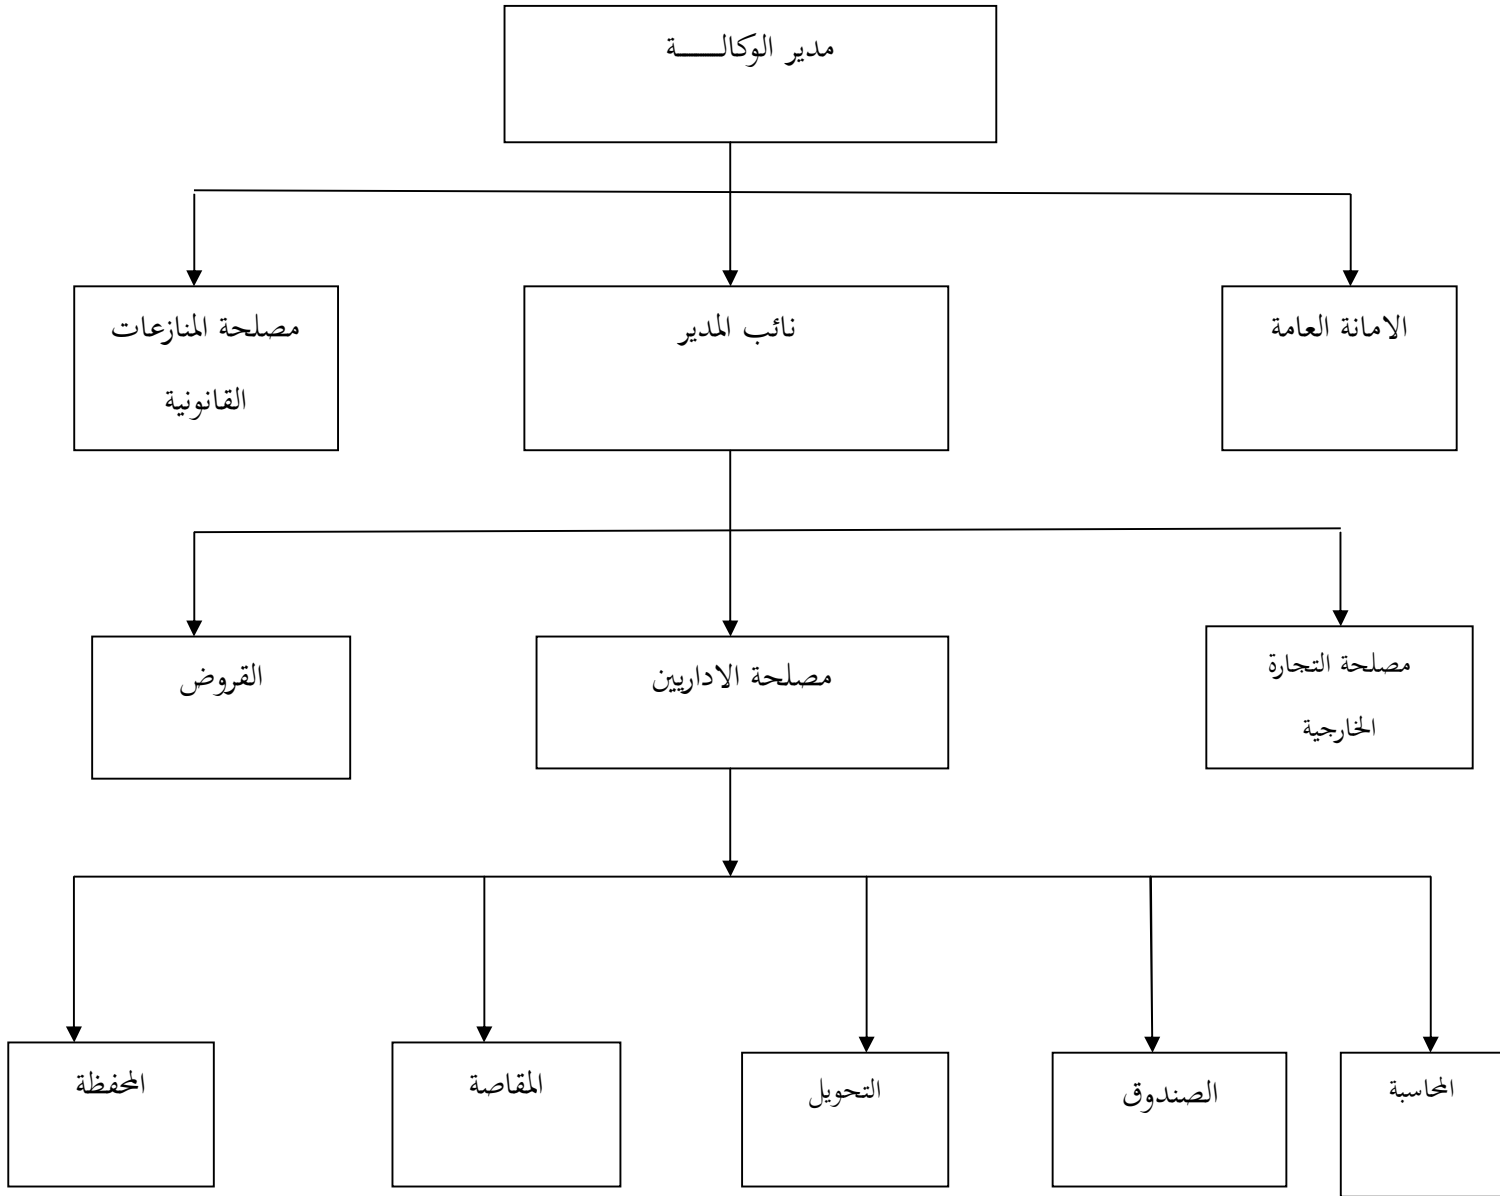 مدير الوكالـــــة
الامانة العامة
نائب المدير
مصلحة المنازعات
القانونية
مصلحة التجارة
الخارجية
مصلحة الاداريين
القروض
المحاسبة
الصندوق
التحويل
المقاصة
المحفظة